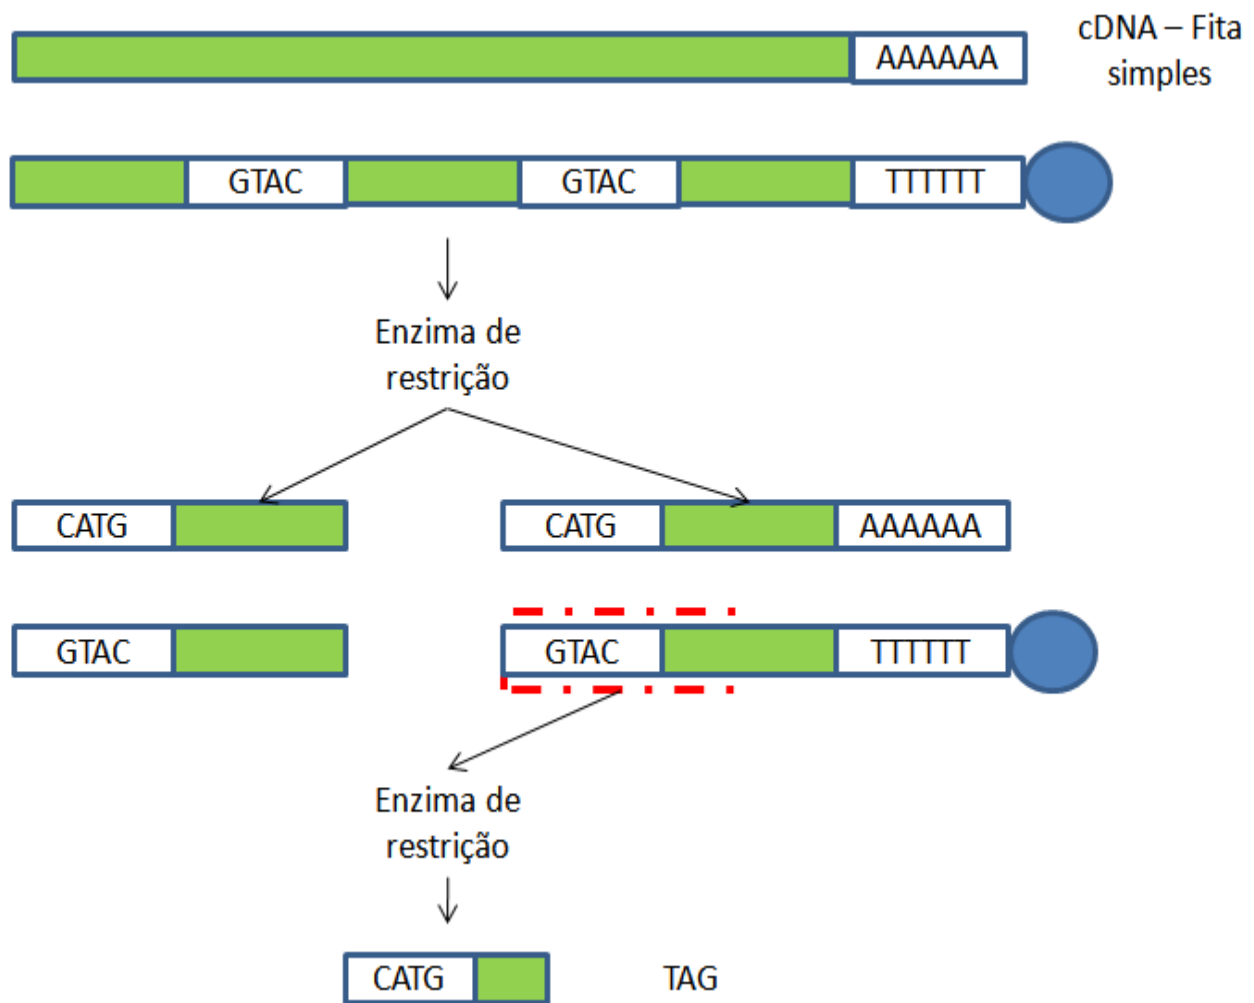 AAAAAA
cDNA – Fita
simples
GTAC
GTAC
TTTTTT
Enzima de
restrição
CATG
CATG
AAAAAA
GTAC
GTAC
TTTTTT
Enzima de
restrição
CATG
TAG